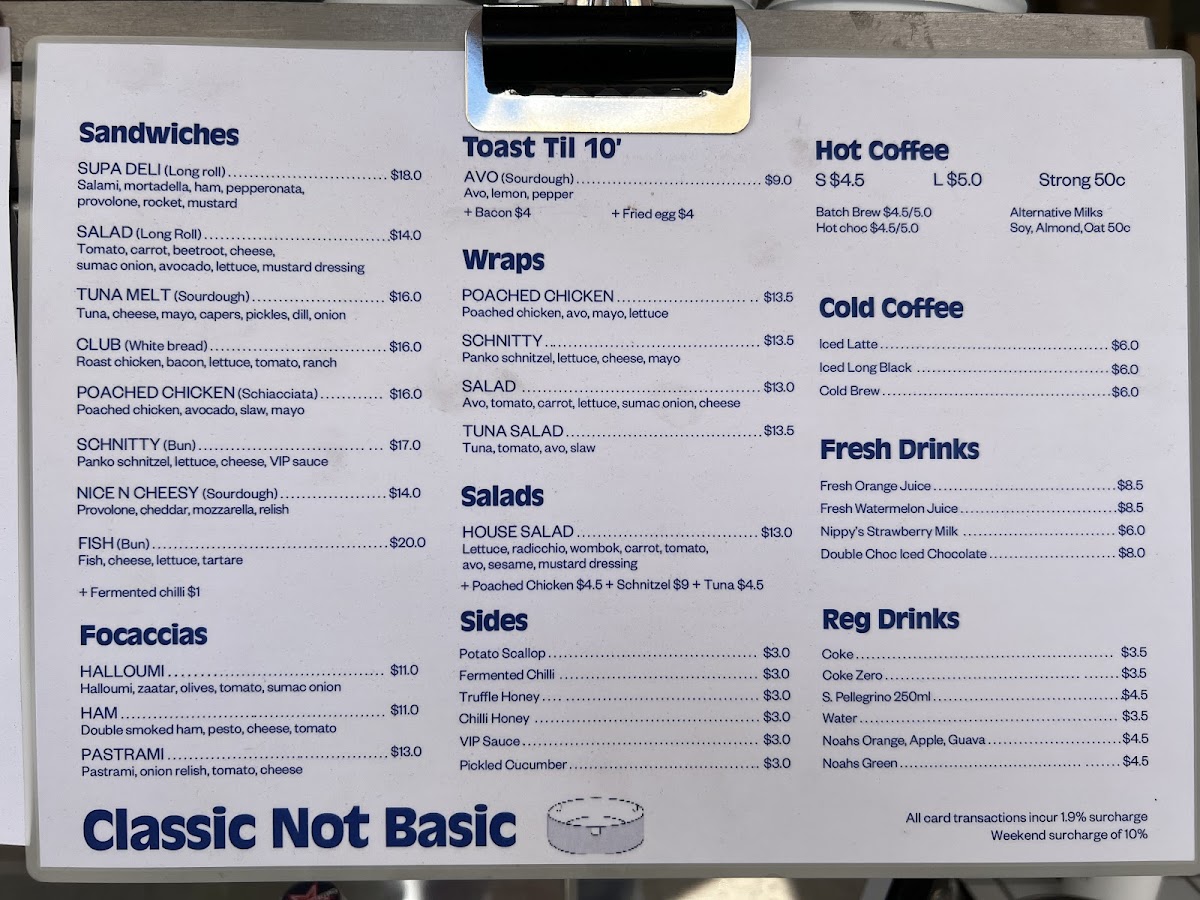 Sandwiches
SUPA DELI (Long roll) $18.0
Salami, mortadella, ham, pepperonata,
provolone, rocket, mustard
SALAD (Long Roll) $14.0
Tomato, carrot, beetroot, cheese,
sumac onion, avocado, lettuce, mustard dressing
TUNA MELT (Sourdough) $16.0
Tuna, cheese, mayo, capers, pickles, dill, onion
CLUB (White bread) $16.0
Roast chicken, bacon, lettuce, tomato, ranch
POACHED CHICKEN (Schiacciata) $16.0
Poached chicken, avocado, slaw, mayo
SCHNITTY (Bun) $17.0
Panko schnitzel, lettuce, cheese, VIP sauce
NICE N CHEESY (Sourdough) $14.0
Provolone, cheddar, mozzarella, relish
FISH (Bun) $20.0
Fish, cheese, lettuce, tartare
+ Fermented chilli $1
Focaccias
HALLOUMI $11.0
Halloumi, zaatar, olives, tomato, sumac onion
HAM $11.0
Double smoked ham, pesto, cheese, tomato
PASTRAMI $13.0
Pastrami, onion relish, tomato, cheese
Toast Til 10'
AVO (Sourdough) $9.0
Avo, lemon, pepper
+ Bacon $4 + Fried egg $4
Wraps
POACHED CHICKEN $13.5
Poached chicken, avo, mayo, lettuce
SCHNITTY $13.5
Panko schnitzel, lettuce, cheese, mayo
SALAD $13.0
Avo, tomato, carrot, lettuce, sumac onion, cheese
TUNA SALAD $13.5
Tuna, tomato, avo, slaw
Salads
HOUSE SALAD $13.0
Lettuce, radicchio, wombok, carrot, tomato,
avo, sesame, mustard dressing
+ Poached Chicken $4.5 + Schnitzel $9 + Tuna $4.5
Sides
Potato Scallop $3.0
Fermented Chilli $3.0
Truffle Honey $3.0
Chilli Honey $3.0
VIP Sauce $3.0
Pickled Cucumber $3.0
Hot Coffee
S $4.5 L $5.0 Strong 50c
Batch Brew $4.5/5.0 Alternative Milks
Hot choc $4.5/5.0 Soy, Almond, Oat 50c
Cold Coffee
Iced Latte $6.0
Iced Long Black $6.0
Cold Brew $6.0
Fresh Drinks
Fresh Orange Juice $8.5
Fresh Watermelon Juice $8.5
Nippy's Strawberry Milk $6.0
Double Choc Iced Chocolate $8.0
Reg Drinks
Coke $3.5
Coke Zero $3.5
S. Pellegrino 250ml $4.5
Water $3.5
Noahs Orange, Apple, Guava $4.5
Noahs Green $4.5
Classic Not Basic
All card transactions incur 1.9% surcharge
Weekend surcharge of 10%